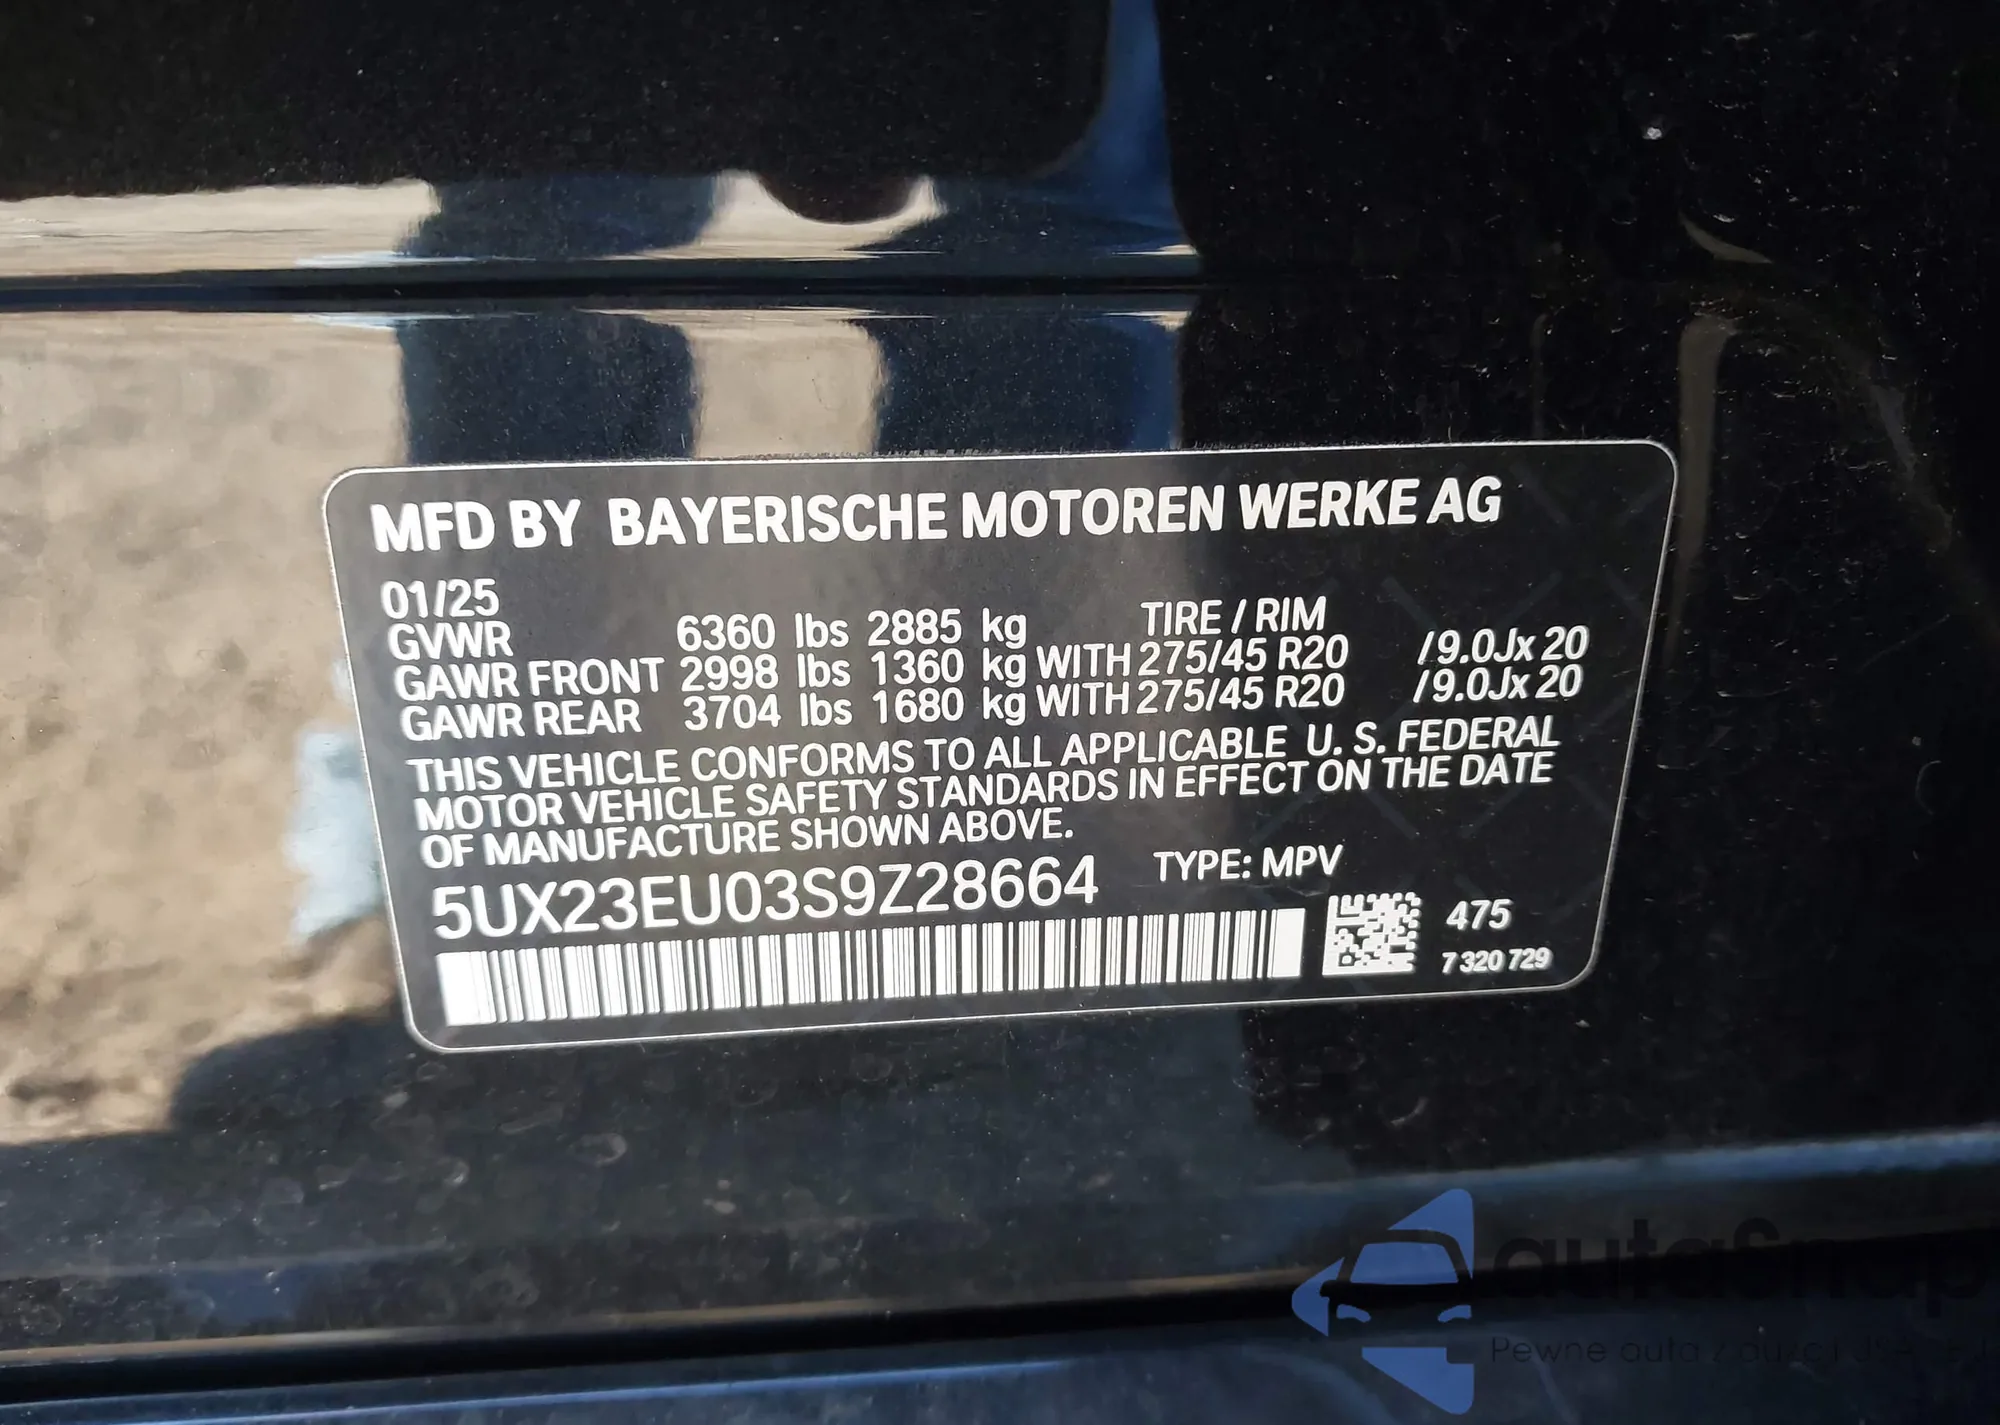 MFD BY BAYERISCHE MOTOREN WERKE AG
01/25 TIRE / RIM
GVWR 6360 lbs 2885 kg
GAWR FRONT 2998 lbs 1360 kg WITH 275/45 R20 /9.0Jx 20
GAWR REAR 3704 lbs 1680 kg WITH 275/45 R20 /9.0Jx 20
THIS VEHICLE CONFORMS TO ALL APPLICABLE U. S. FEDERAL
MOTOR VEHICLE SAFETY STANDARDS IN EFFECT ON THE DATE
OF MANUFACTURE SHOWN ABOVE.
5UX23EU03S9Z28664 TYPE: MPV
475
7 320 729
Pewne auta z